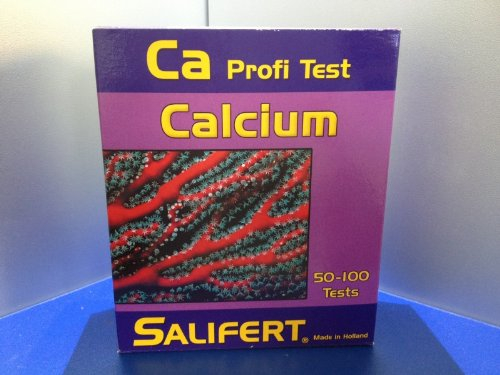 Ca Profi Test
Calcium
50-100
Tests
SALIFERT® Made in Holland